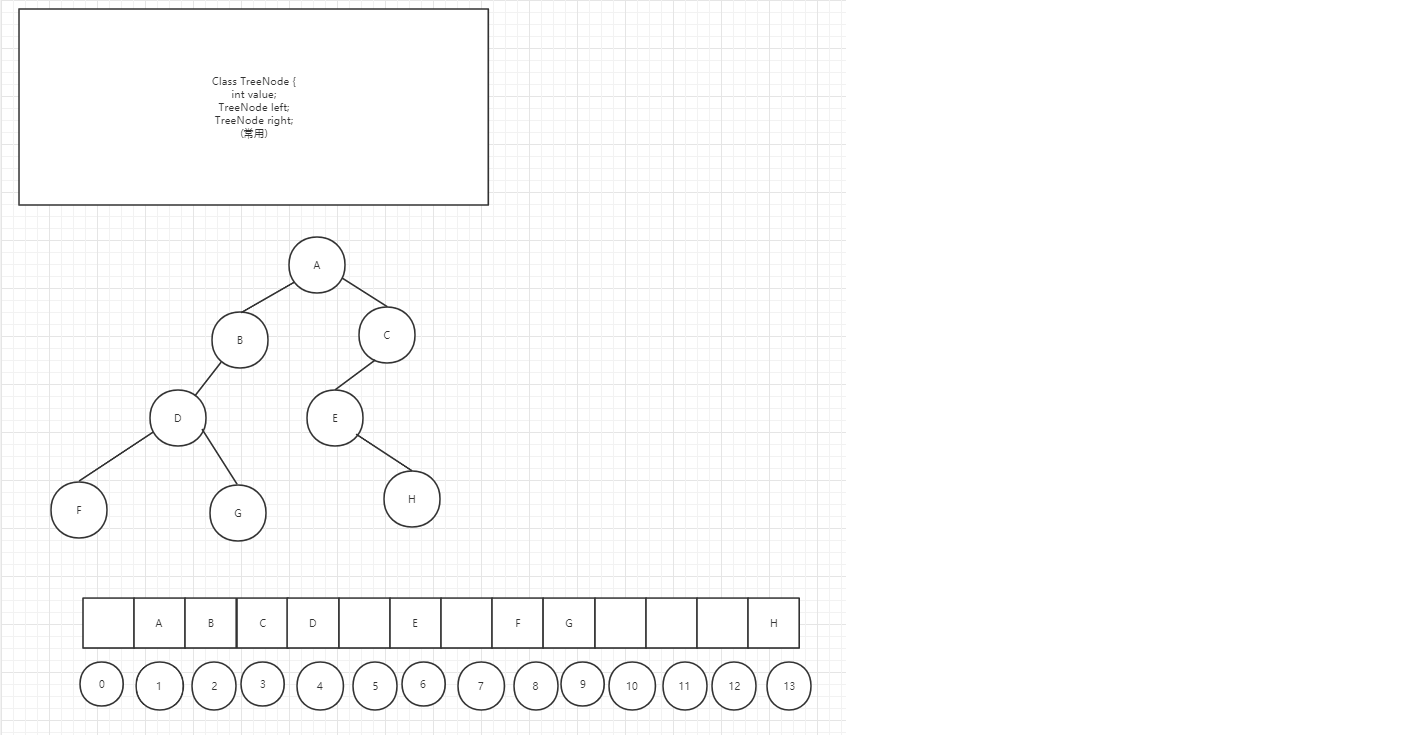 Class TreeNode {
int value;
TreeNode left;
TreeNode right;
(常用)
A
B
C
D
E
F
G
H
A B C D E F G H
0 1 2 3 4 5 6 7 8 9 10 11 12 13